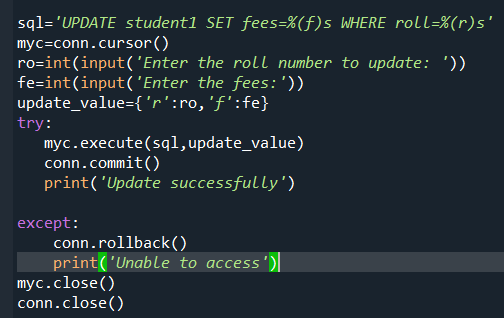 sql='UPDATE student1 SET fees=%(f)s WHERE roll=%(r)s'
myc=conn.cursor()
ro=int(input('Enter the roll number to update: '))
fe=int(input('Enter the fees:'))
update_value={'r':ro,'f':fe}
try:
    myc.execute(sql,update_value)
    conn.commit()
    print('Update successfully')

except:
     conn.rollback()
     print('Unable to access')
myc.close()
conn.close()